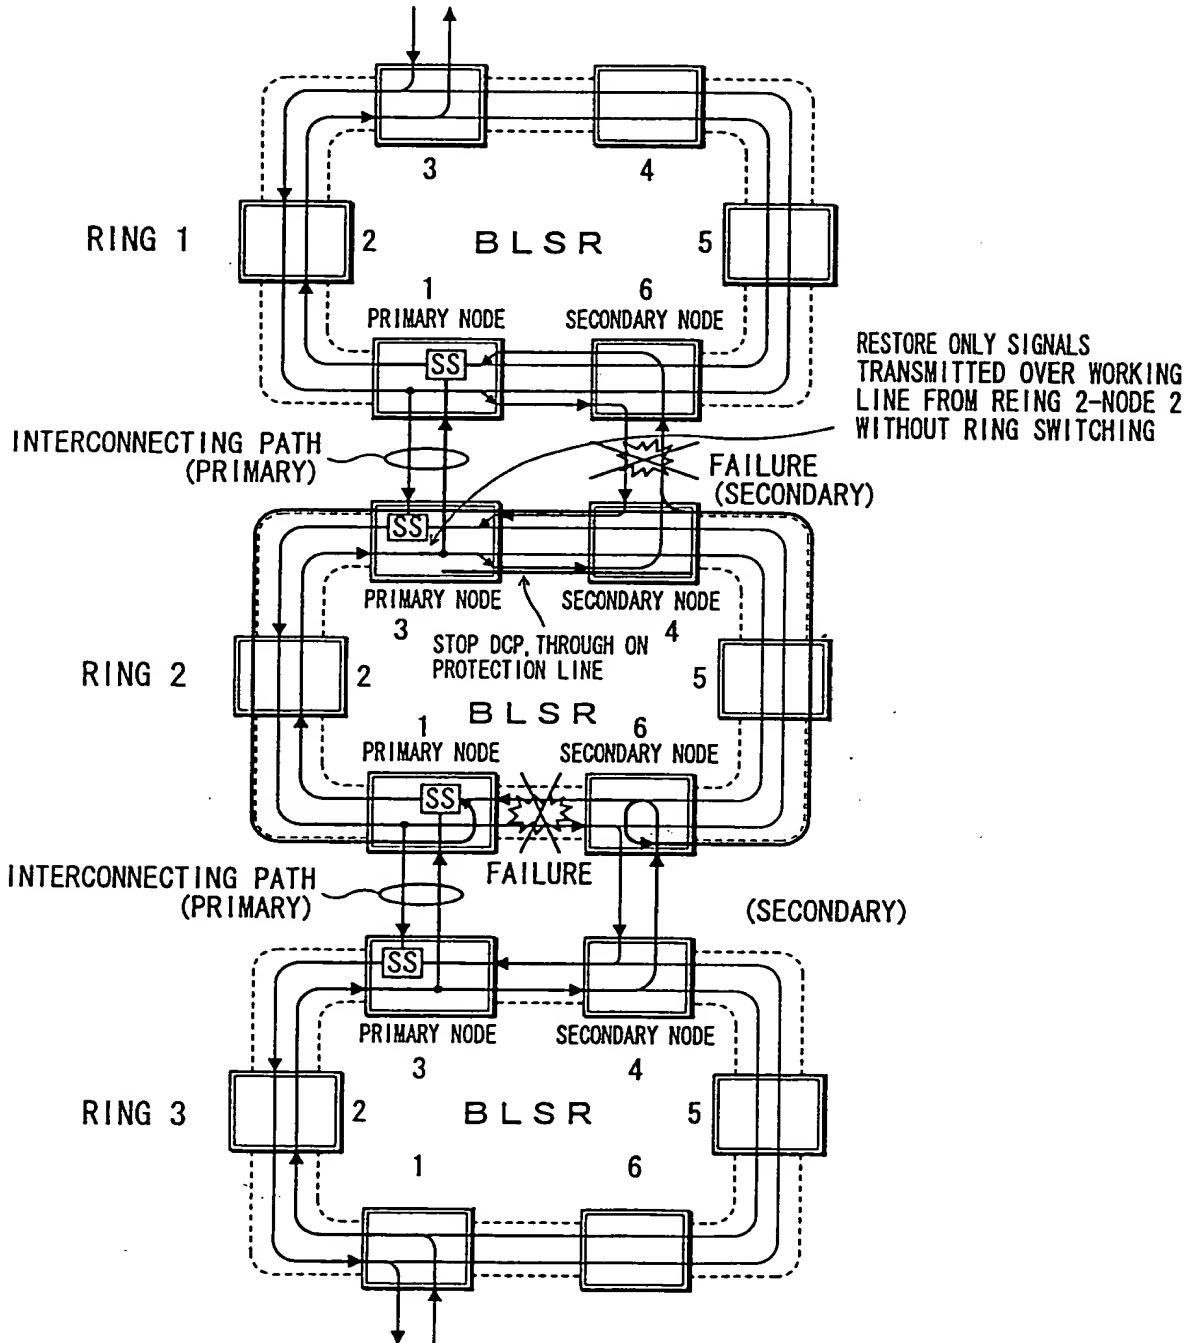 3
4
RING 1
2
BLSR
5
1
6
PRIMARY NODE
SECONDARY NODE
SS
RESTORE ONLY SIGNALS
TRANSMITTED OVER WORKING
LINE FROM REING 2-NODE 2
WITHOUT RING SWITCHING
INTERCONNECTING PATH
(PRIMARY)
FAILURE
(SECONDARY)
SS
PRIMARY NODE
SECONDARY NODE
3
4
STOP DCP, THROUGH ON
PROTECTION LINE
RING 2
2
5
BLSR
1
6
PRIMARY NODE
SECONDARY NODE
SS
FAILURE
INTERCONNECTING PATH
(PRIMARY)
(SECONDARY)
SS
PRIMARY NODE
SECONDARY NODE
3
4
RING 3
2
BLSR
5
1
6